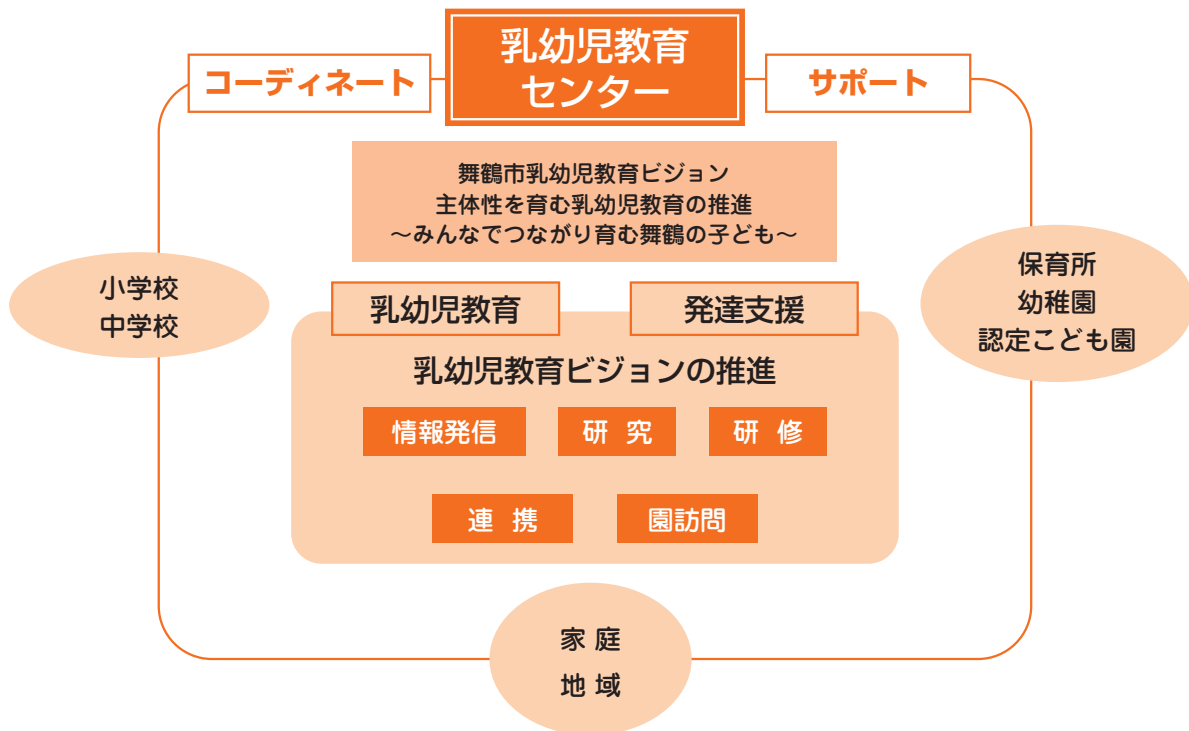 乳幼児教育
センター
コーディネート
サポート
舞鶴市乳幼児教育ビジョン
主体性を育む乳幼児教育の推進
～みんなでつながり育む舞鶴の子ども～
小学校
中学校
保育所
幼稚園
認定こども園
乳幼児教育
発達支援
乳幼児教育ビジョンの推進
情報発信
研 究
研 修
連 携
園訪問
家 庭
地 域